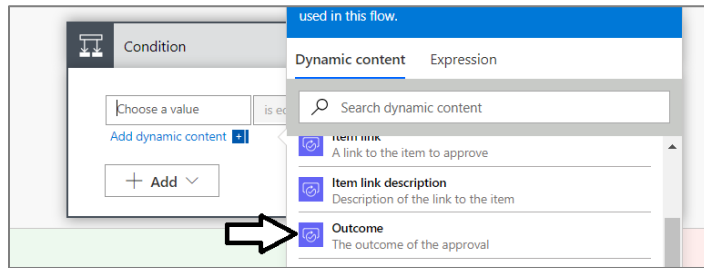 used in this flow.
Condition
Dynamic content Expression
Choose a value
Search dynamic content
Add dynamic content
Item link
A link to the item to approve
+ Add
Item link description
Description of the link to the item
Outcome
The outcome of the approval